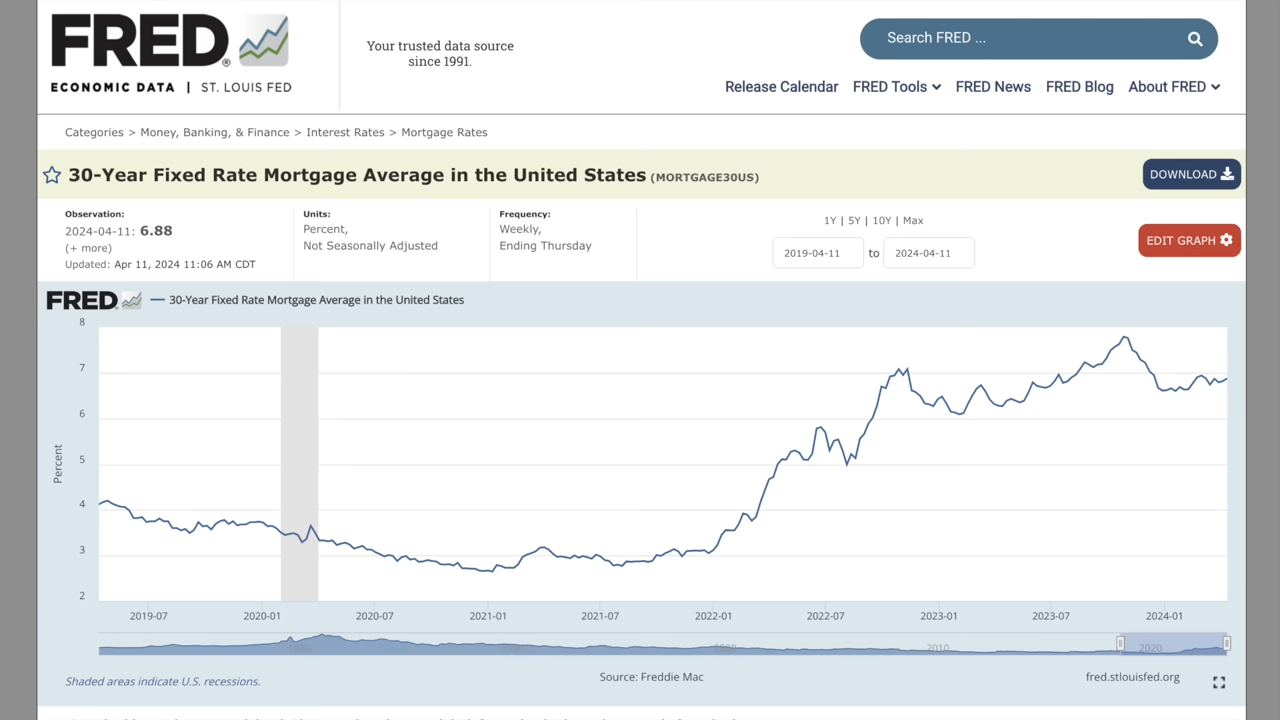 FRED
ECONOMIC DATA | ST. LOUIS FED
Your trusted data source
since 1991.
Search FRED ...
Release Calendar FRED Tools FRED News FRED Blog About FRED
Categories > Money, Banking, & Finance > Interest Rates > Mortgage Rates
30-Year Fixed Rate Mortgage Average in the United States (MORTGAGE30US)
DOWNLOAD
Observation:
2024-04-11: 6.88
(+ more)
Updated: Apr 11, 2024 11:06 AM CDT
Units:
Percent,
Not Seasonally Adjusted
Frequency:
Weekly,
Ending Thursday
1Y | 5Y | 10Y | Max
2019-04-11 to 2024-04-11
EDIT GRAPH
FRED 30-Year Fixed Rate Mortgage Average in the United States
8
7
6
5
4
3
2
Percent
2019-07 2020-01 2020-07 2021-01 2021-07 2022-01 2022-07 2023-01 2023-07 2024-01
2010 2020
Shaded areas indicate U.S. recessions.
Source: Freddie Mac
fred.stlouisfed.org